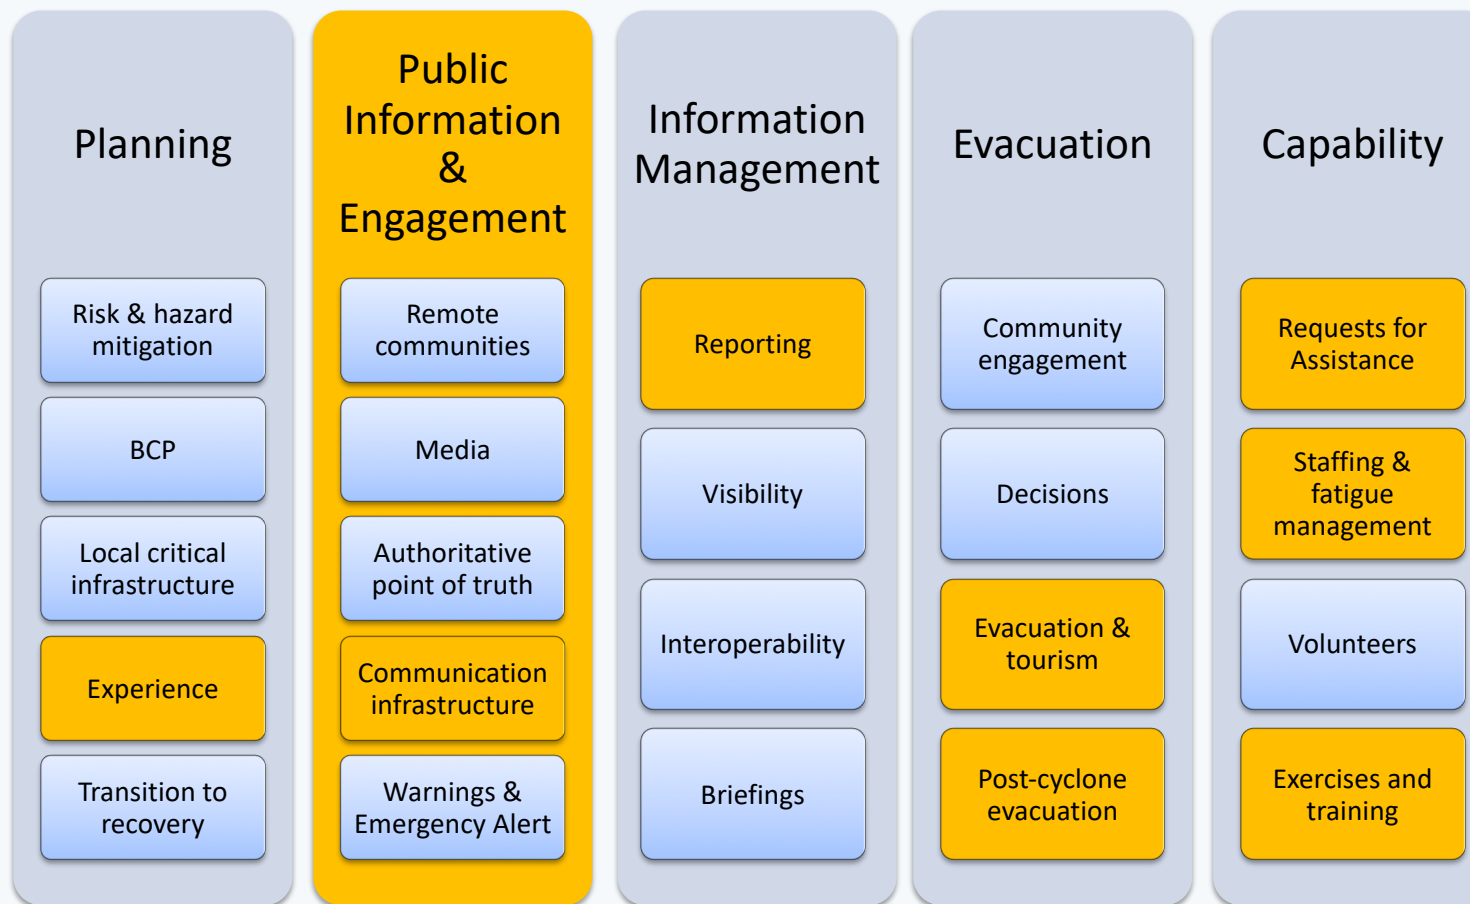 Planning
Risk & hazard
mitigation
BCP
Local critical
infrastructure
Experience
Transition to
recovery
Public
Information
&
Engagement
Remote
communities
Media
Authoritative
point of truth
Communication
infrastructure
Warnings &
Emergency Alert
Information
Management
Reporting
Visibility
Interoperability
Briefings
Evacuation
Community
engagement
Decisions
Evacuation &
tourism
Post-cyclone
evacuation
Capability
Requests for
Assistance
Staffing &
fatigue
management
Volunteers
Exercises and
training